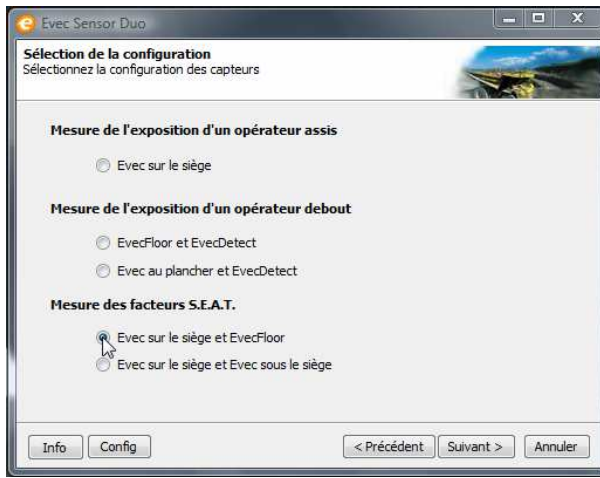 Evec Sensor Duo
Sélection de la configuration
Sélectionnez la configuration des capteurs
Mesure de l'exposition d'un opérateur assis
Evec sur le siège
Mesure de l'exposition d'un opérateur debout
EvecFloor et EvecDetect
Evec au plancher et EvecDetect
Mesure des facteurs S.E.A.T.
Evec sur le siège et EvecFloor
Evec sur le siège et Evec sous le siège
Info Config < Précédent Suivant > Annuler